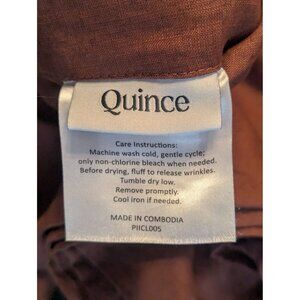 Quince
Care Instructions:
Machine wash cold, gentle cycle;
only non-chlorine bleach when needed.
Before drying, fluff to release wrinkles.
Tumble dry low.
Remove promptly.
Cool iron if needed.
MADE IN COMBODIA
PIICL005